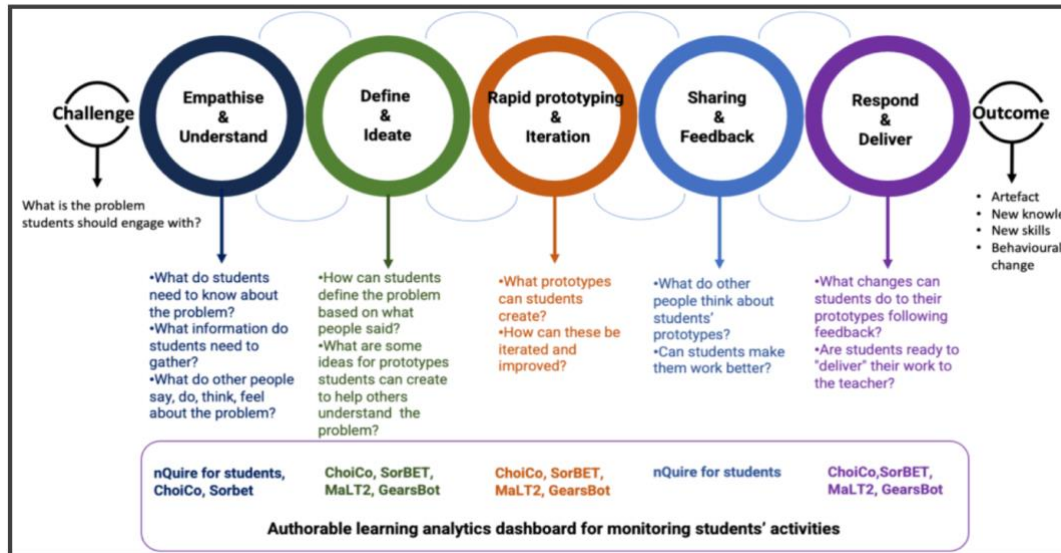 Challenge
What is the problem
students should engage with?
Empathise
&
Understand
Define
&
Ideate
Rapid prototyping
&
Iteration
Sharing
&
Feedback
Respond
&
Deliver
Outcome
• Artefact
• New knowle
• New skills
• Behavioural
change
•What do students
need to know about
the problem?
•What information do
students need to
gather?
•What do other people
say, do, think, feel
about the problem?
•How can students
define the problem
based on what
people said?
•What are some
ideas for prototypes
students can create
to help others
understand the
problem?
•What prototypes
can students
create?
•How can these be
iterated and
improved?
•What do other
people think about
students'
prototypes?
•Can students make
them work better?
•What changes can
students do to their
prototypes following
feedback?
•Are students ready to
"deliver" their work to
the teacher?
nQuire for students,
ChoiCo, Sorbet
ChoiCo, SorBET,
MaLT2, GearsBot
ChoiCo, SorBET,
MaLT2, GearsBot
nQuire for students
ChoiCo,SorBET,
MaLT2, GearsBot
Authorable learning analytics dashboard for monitoring students' activities